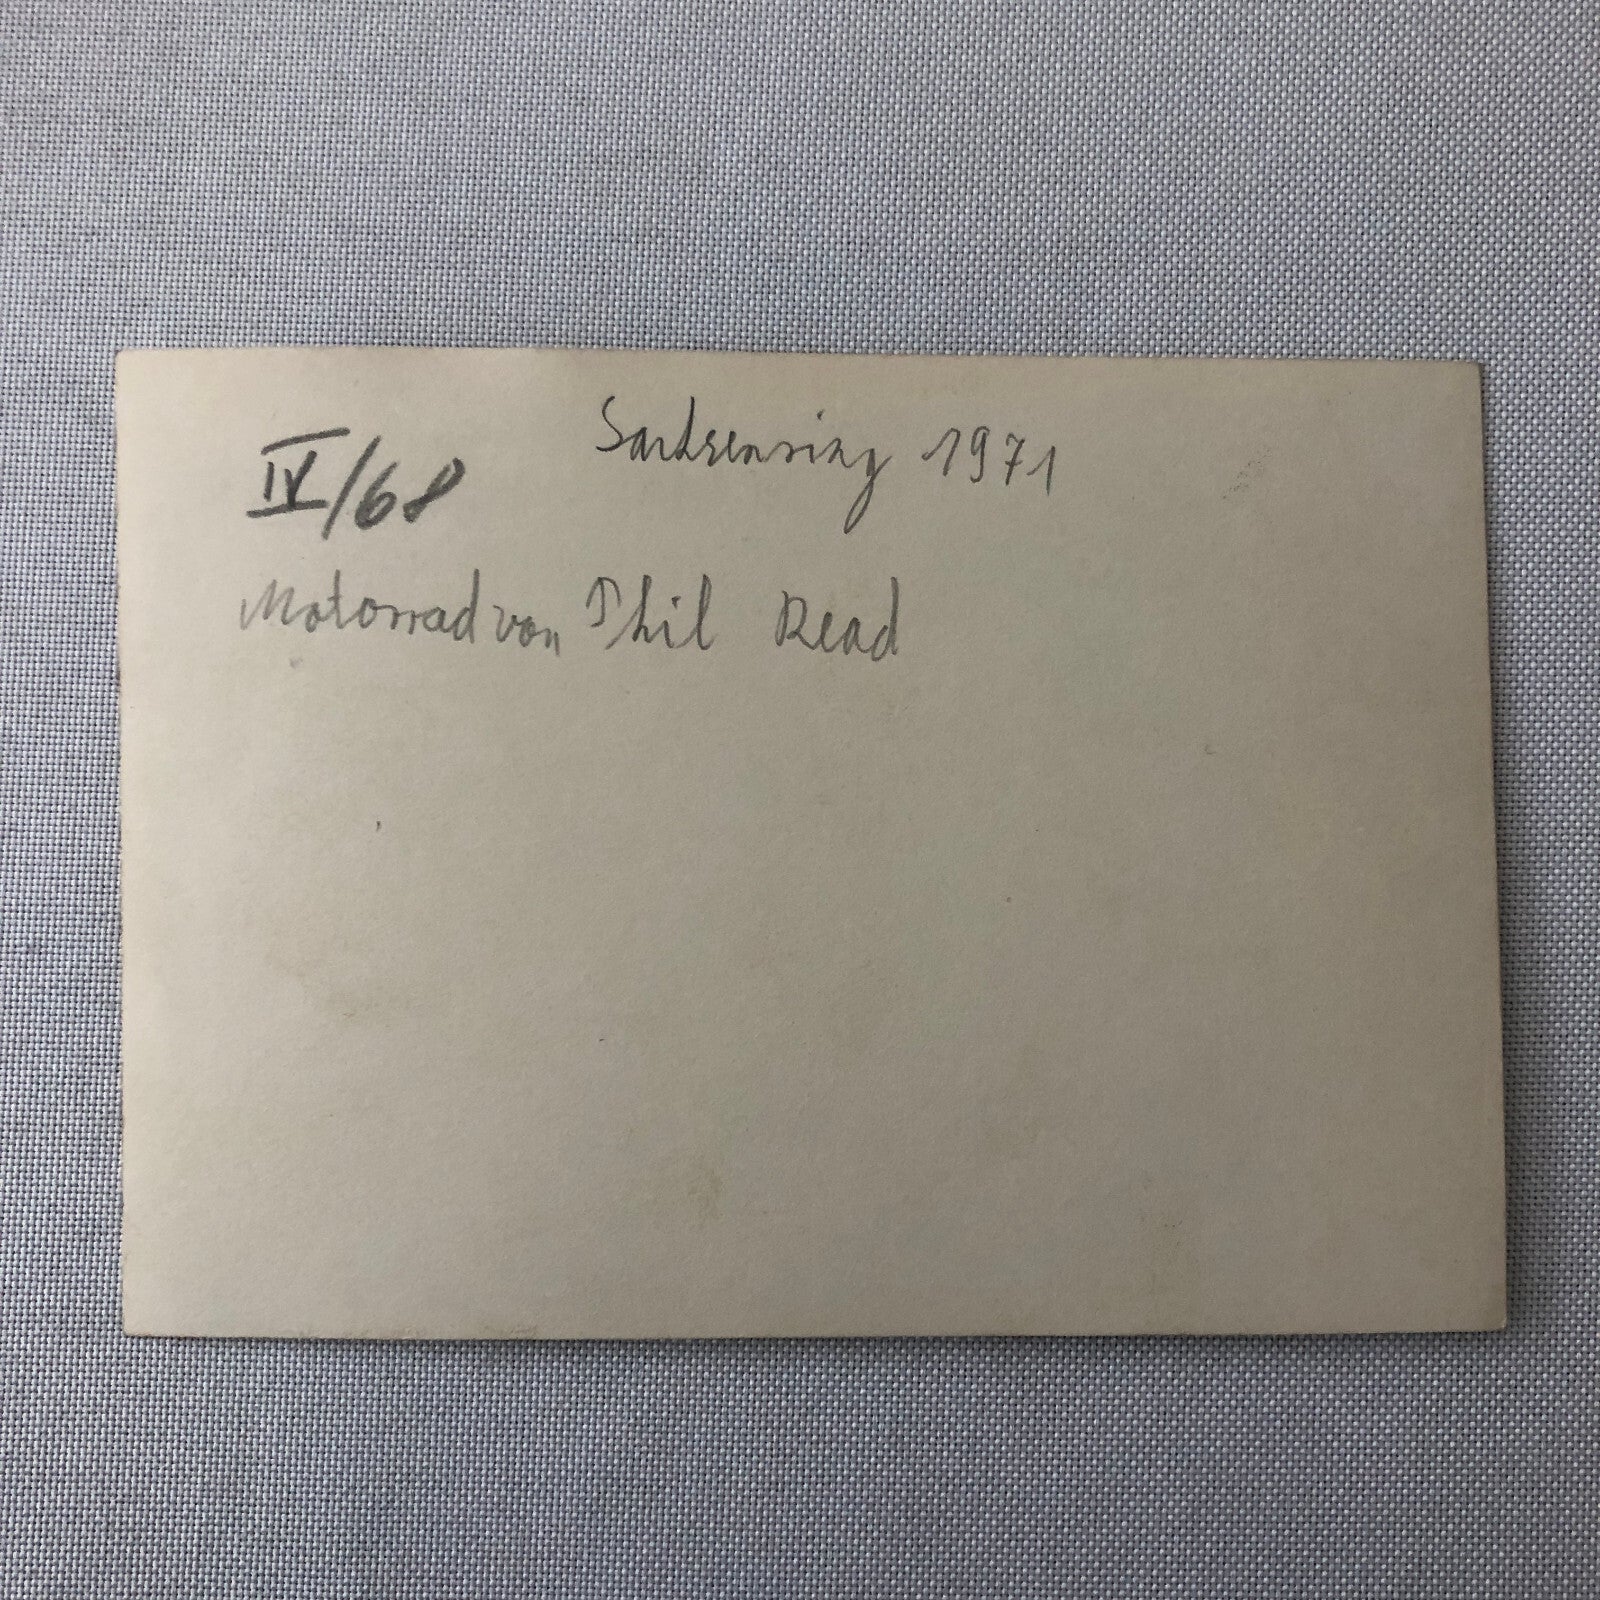 Sachsenring 1971
IV/68
Motorrad von Phil Read